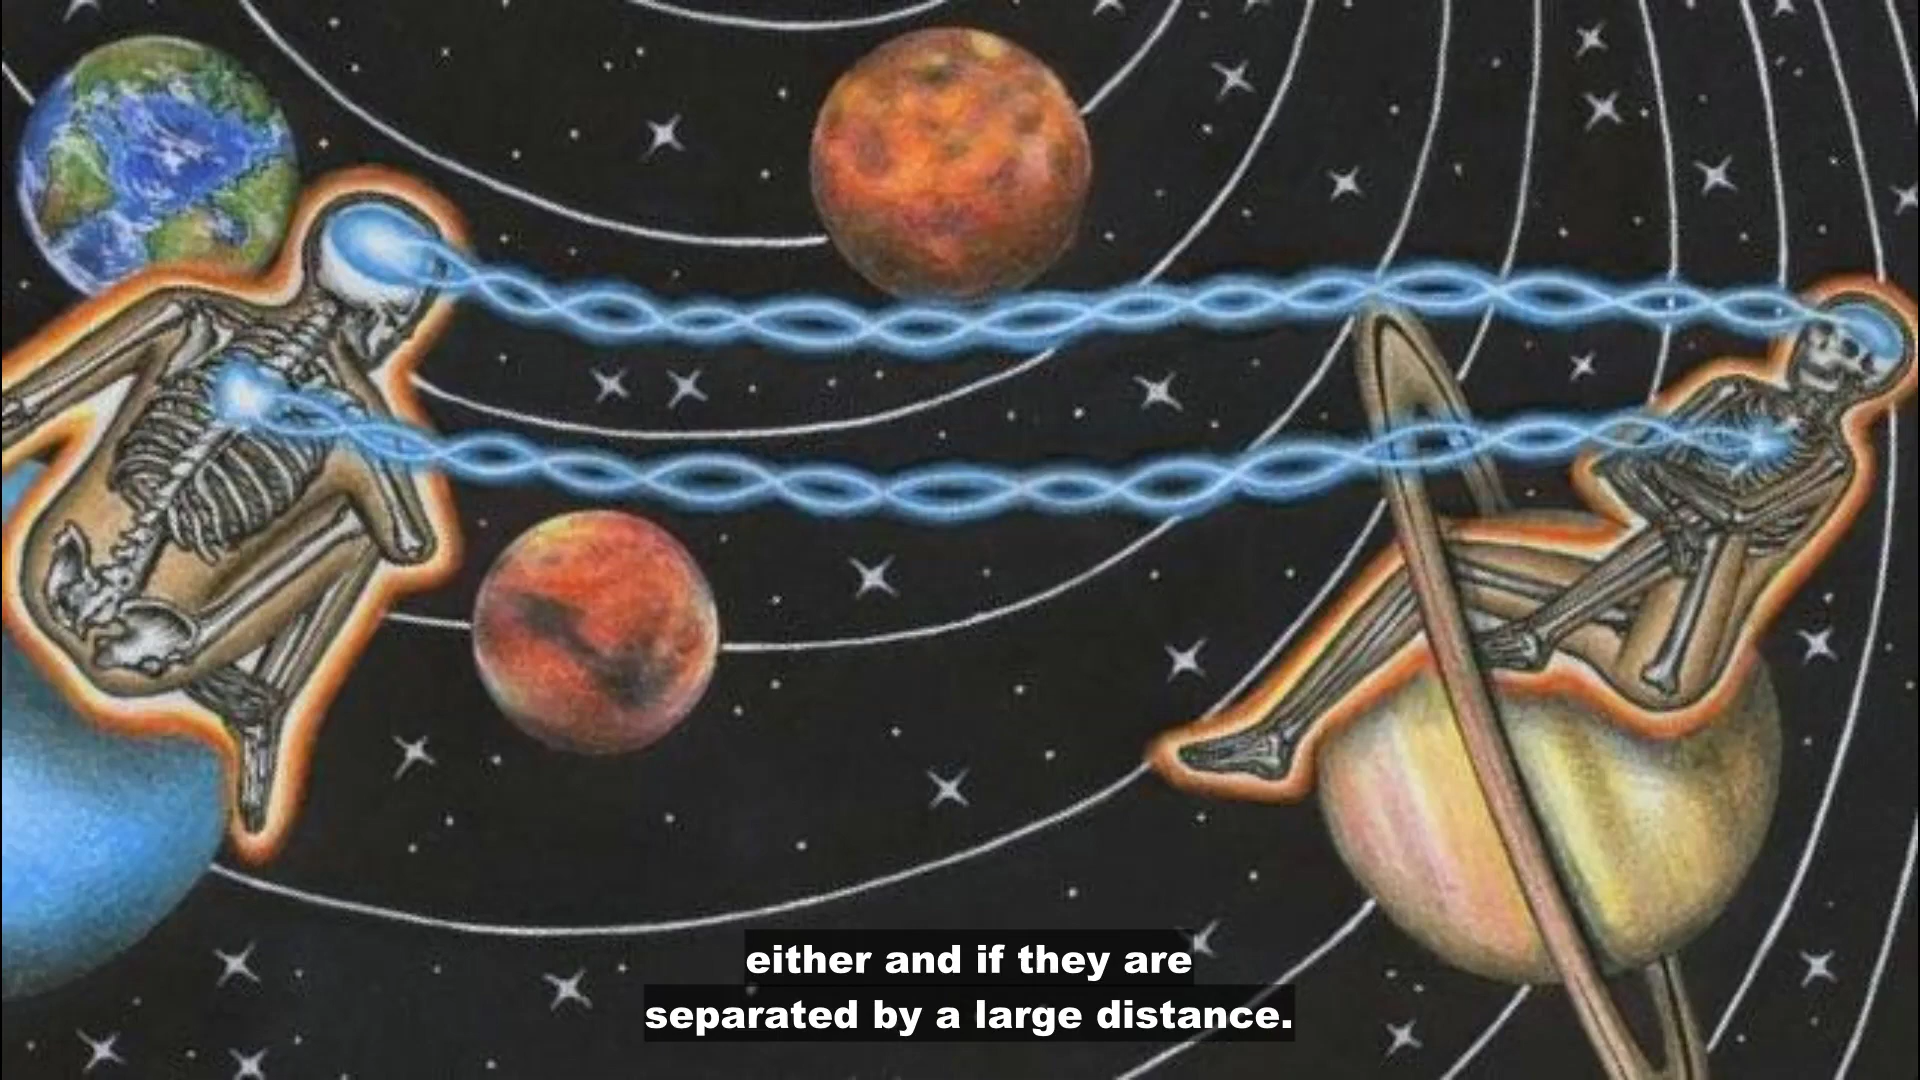 either and if they are
separated by a large distance.